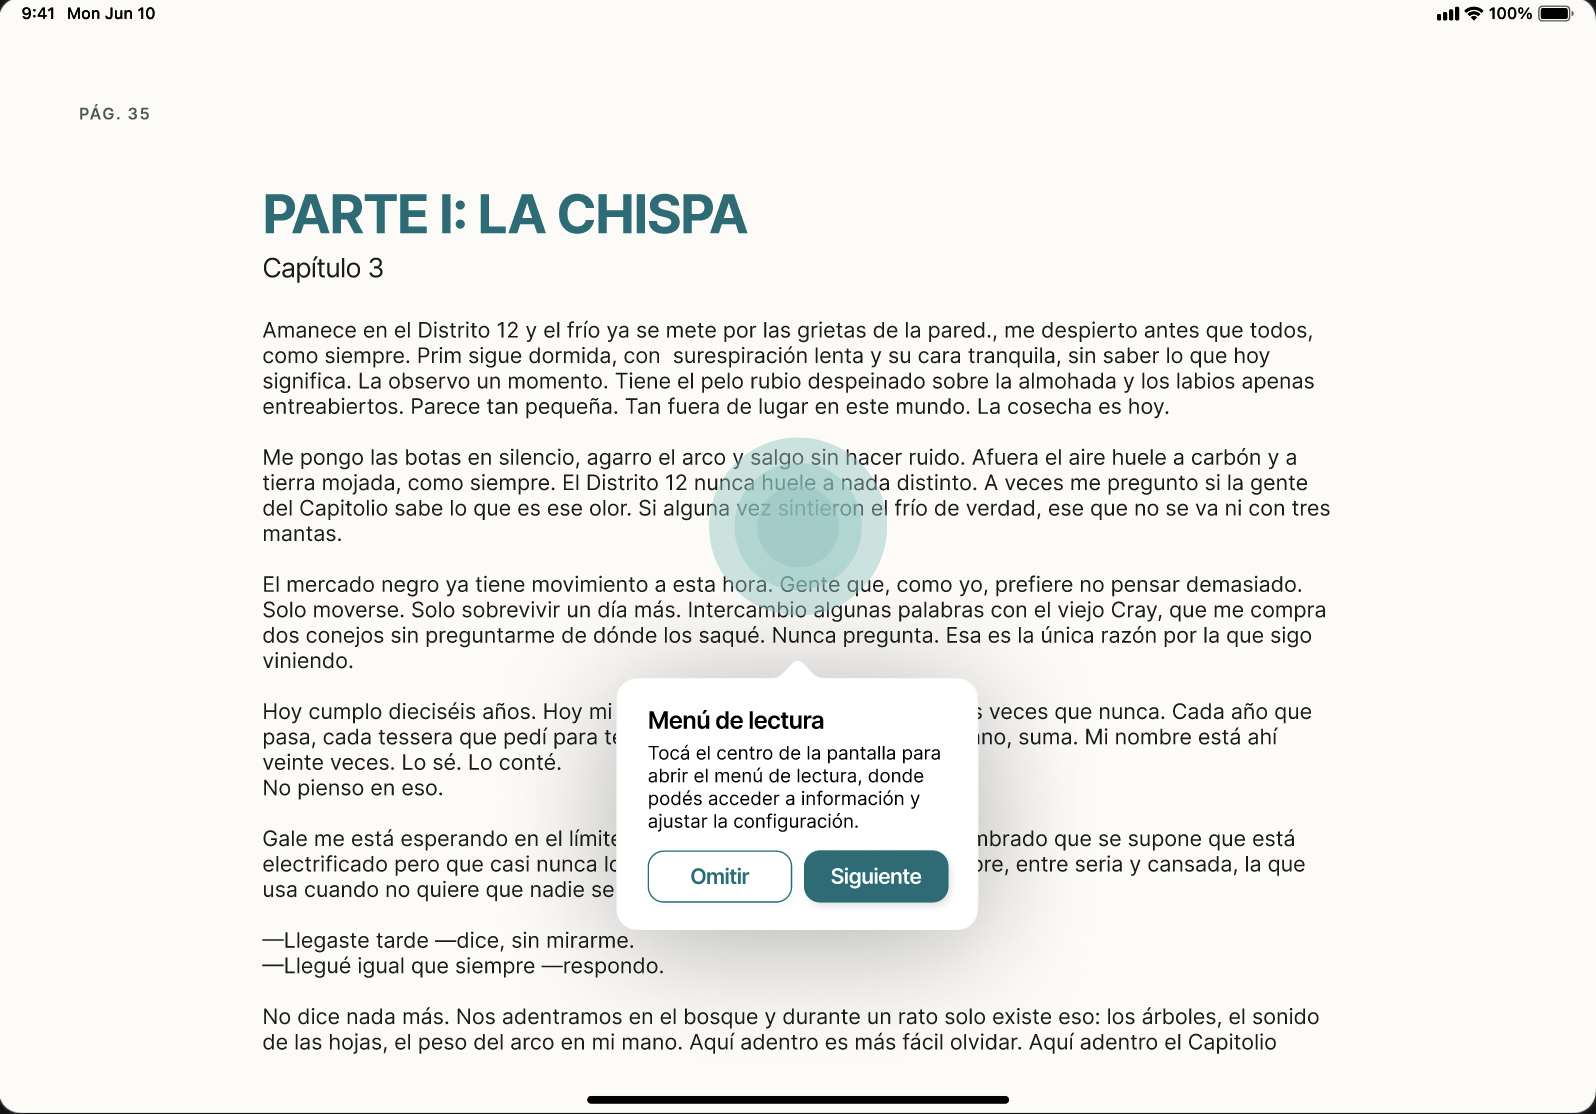 9:41 Mon Jun 10
100%
PÁG. 35
PARTE I: LA CHISPA
Capítulo 3
Amanece en el Distrito 12 y el frío ya se mete por las grietas de la pared., me despierto antes que todos,
como siempre. Prim sigue dormida, con  surespiración lenta y su cara tranquila, sin saber lo que hoy
significa. La observo un momento. Tiene el pelo rubio despeinado sobre la almohada y los labios apenas
entreabiertos. Parece tan pequeña. Tan fuera de lugar en este mundo. La cosecha es hoy.
Me pongo las botas en silencio, agarro el arco y salgo sin hacer ruido. Afuera el aire huele a carbón y a
tierra mojada, como siempre. El Distrito 12 nunca huele a nada distinto. A veces me pregunto si la gente
del Capitolio sabe lo que es ese olor. Si alguna vez sintieron el frío de verdad, ese que no se va ni con tres
mantas.
El mercado negro ya tiene movimiento a esta hora. Gente que, como yo, prefiere no pensar demasiado.
Solo moverse. Solo sobrevivir un día más. Intercambio algunas palabras con el viejo Cray, que me compra
dos conejos sin preguntarme de dónde los saqué. Nunca pregunta. Esa es la única razón por la que sigo
viniendo.
Hoy cumplo dieciséis años. Hoy mi veces que nunca. Cada año que
pasa, cada tessera que pedí para suma. Mi nombre está ahí
veinte veces. Lo sé. Lo conté.
No pienso en eso.
Gale me está esperando en el que se supone que está
electrificado pero que casi nunca entre seria y cansada, la que
usa cuando no quiere que nadie se
—Llegaste tarde —dice, sin mirarme.
—Llegué igual que siempre —respondo.
No dice nada más. Nos adentramos en el bosque y durante un rato solo existe eso: los árboles, el sonido
de las hojas, el peso del arco en mi mano. Aquí adentro es más fácil olvidar. Aquí adentro el Capitolio
Menú de lectura
Tocá el centro de la pantalla para
abrir el menú de lectura, donde
podés acceder a información y
ajustar la configuración.
Omitir
Siguiente